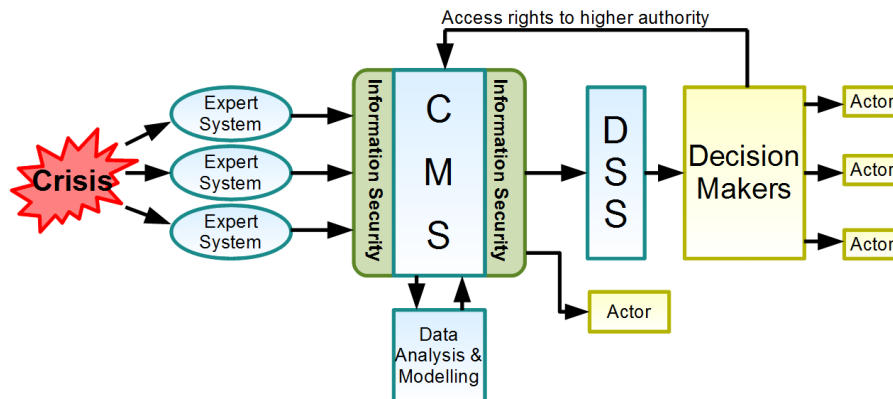 Access rights to higher authority
Crisis
Expert
System
Expert
System
Expert
System
Information Security
C
M
S
Information Security
Data
Analysis &
Modelling
D
S
S
Decision
Makers
Actor
Actor
Actor
Actor